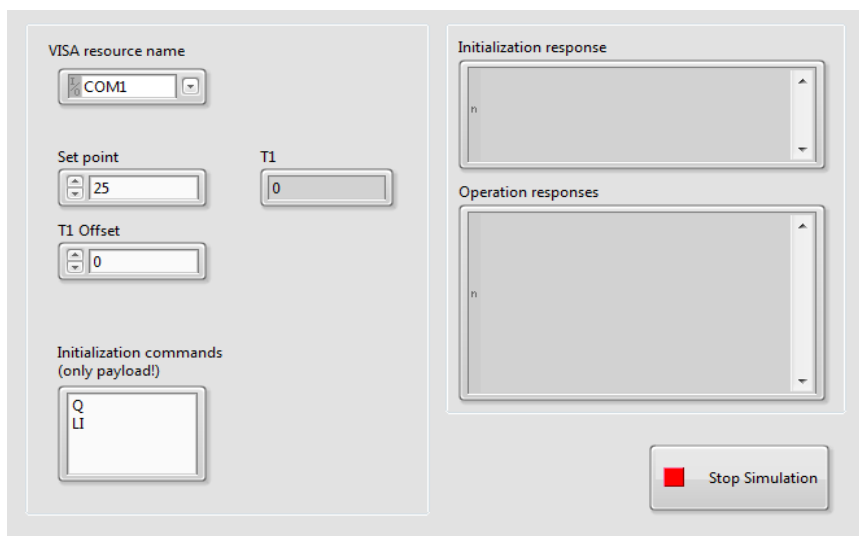 VISA resource name
I/O COM1
Set point
25
T1
0
T1 Offset
0
Initialization commands
(only payload!)
Q
LI
Initialization response
n
Operation responses
n
Stop Simulation